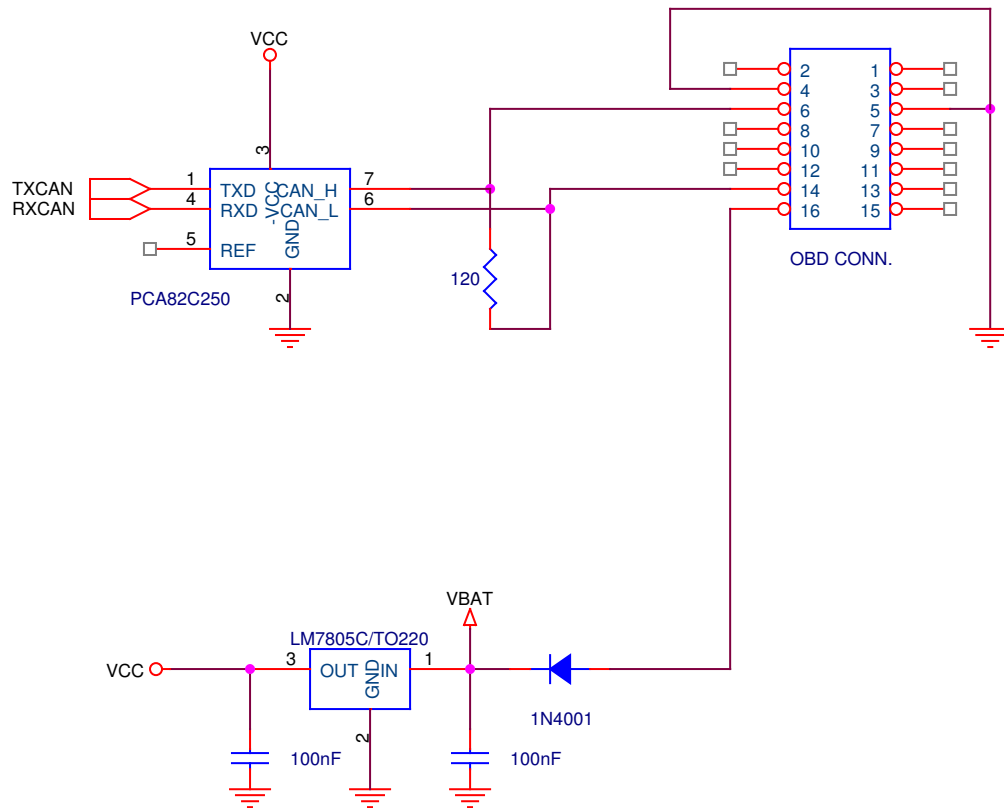 VCC
3
TXCAN
RXCAN
1
4
5
TXD
RXD
REF
-VCC
GND
CAN_H
CAN_L
7
6
2
PCA82C250
120
2
4
6
8
10
12
14
16
1
3
5
7
9
11
13
15
OBD CONN.
VBAT
LM7805C/TO220
VCC
3
OUT
GND
IN
1
2
1N4001
100nF
100nF